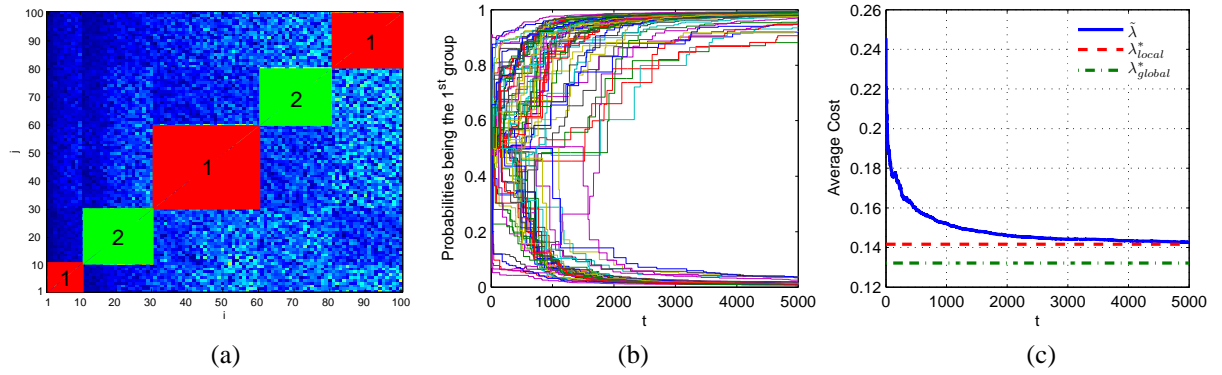 100
90
80
70
60
50
40
30
20
10
1
j
1
2
1
2
1
1 10 20 30 40 50 60 70 80 90 100
i
(a)
1
0.8
0.6
0.4
0.2
0
Probabilities being the 1st group
0 1000 2000 3000 4000 5000
t
(b)
0.26
0.24
0.22
0.2
0.18
0.16
0.14
0.12
Average Cost
λ̃
λ*local
λ*global
0 1000 2000 3000 4000 5000
t
(c)